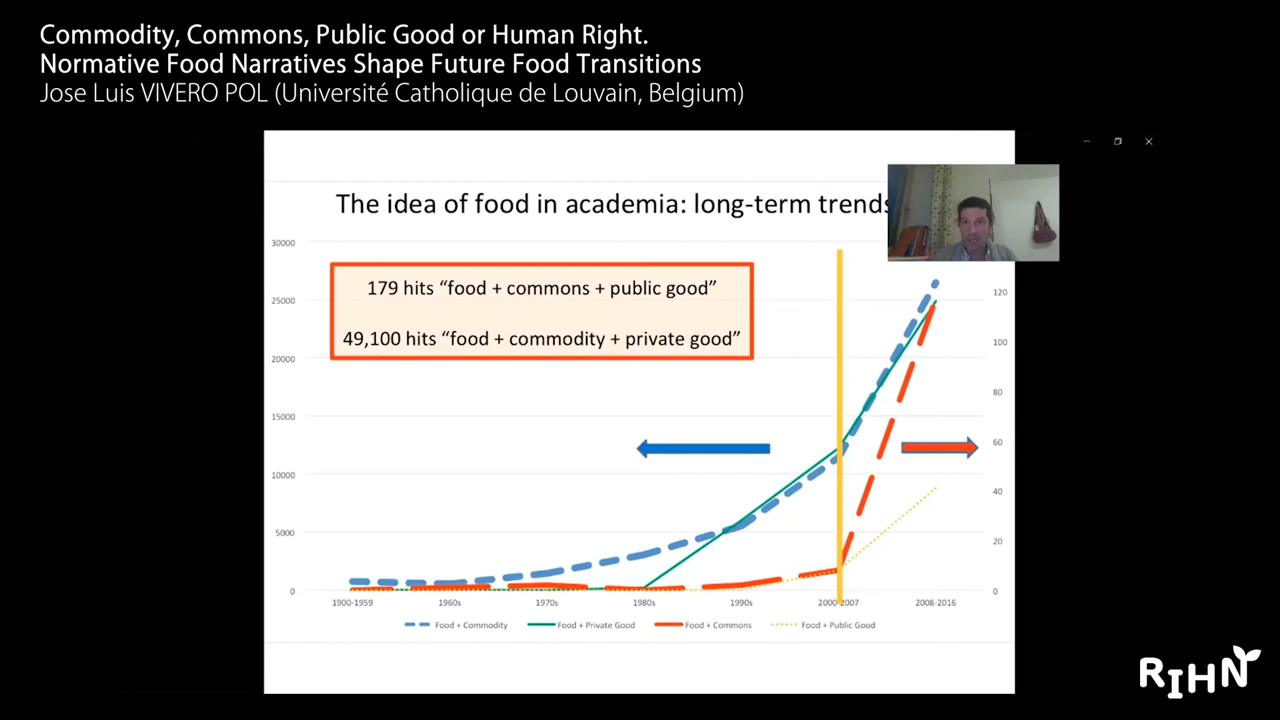 Commodity, Commons, Public Good or Human Right.
Normative Food Narratives Shape Future Food Transitions
Jose Luis VIVERO POL (Université Catholique de Louvain, Belgium)
The idea of food in academia: long-term trends
30000
25000
20000
15000
10000
5000
0
179 hits “food + commons + public good”
49,100 hits “food + commodity + private good”
120
100
80
60
40
20
0
1900-1959 1960s 1970s 1980s 1990s 2000-2007 2008-2016
Food + Commodity Food + Private Good Food + Commons Food + Public Good
RIHN